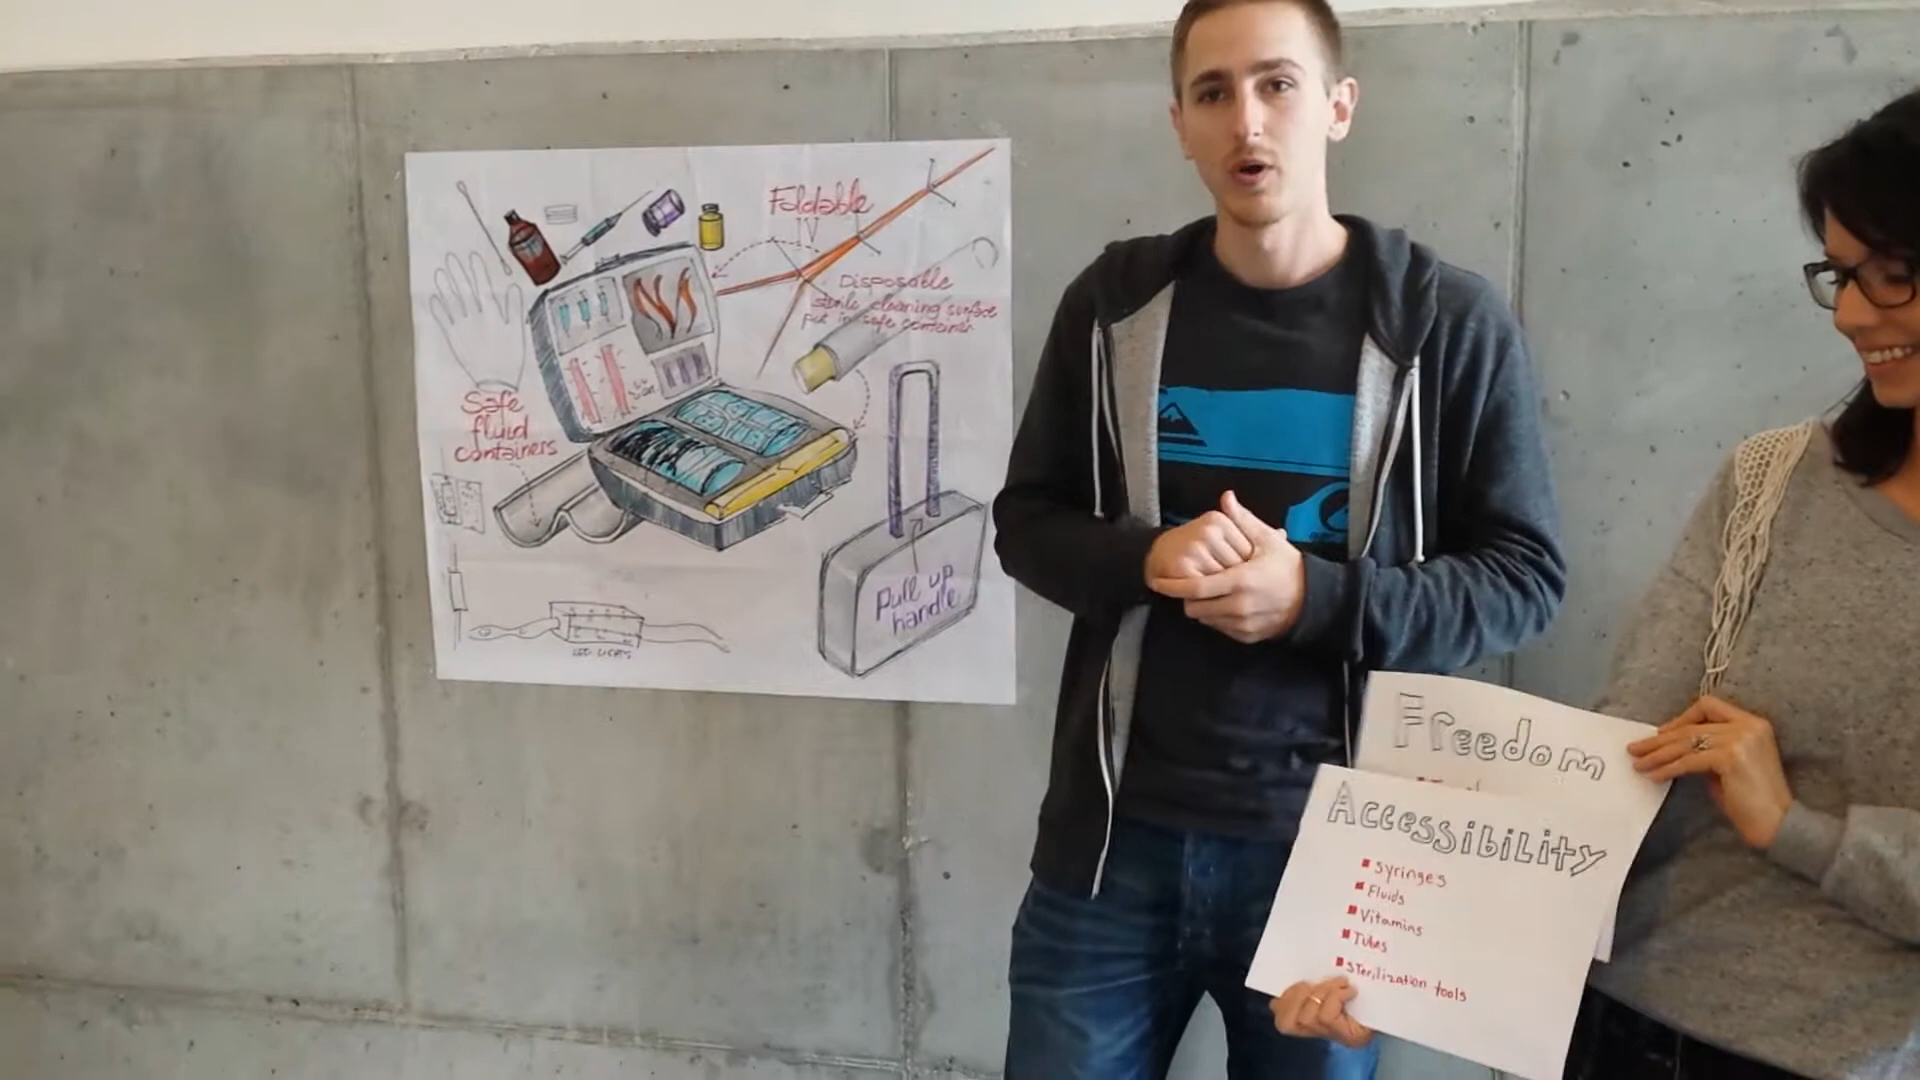 Foldable
IV
Disposable
sterile cleaning surface
put in safe container
Safe
fluid
containers
Pull up
handle
LED LIGHTS
Freedom
Accessibility
Syringes
Fluids
Vitamins
Tubes
Sterilization tools